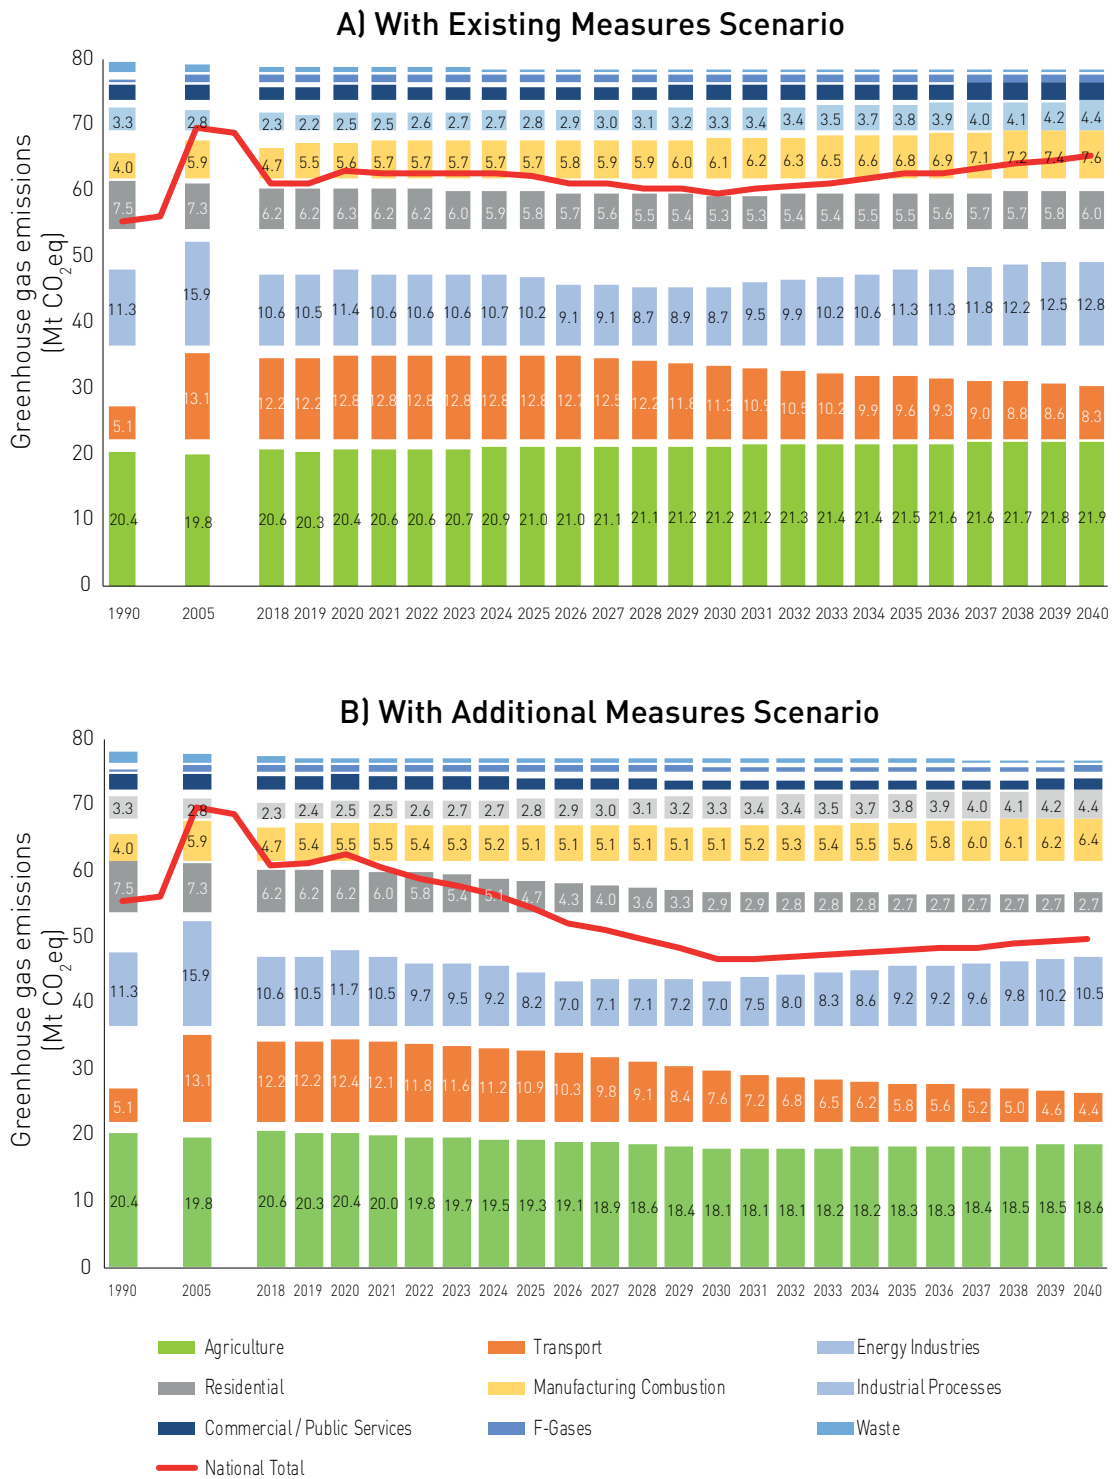 A) With Existing Measures Scenario
Greenhouse gas emissions
(Mt CO2eq)
80
70
60
50
40
30
20
10
0
3.3 2.8 2.3 2.2 2.5 2.5 2.6 2.7 2.7 2.8 2.9 3.0 3.1 3.2 3.3 3.4 3.4 3.5 3.7 3.8 3.9 4.0 4.1 4.2 4.4
4.0 5.9 4.7 5.5 5.6 5.7 5.7 5.7 5.7 5.7 5.8 5.9 5.9 6.0 6.1 6.2 6.3 6.5 6.6 6.8 6.9 7.1 7.2 7.4 7.6
7.5 7.3 6.2 6.2 6.3 6.2 6.2 6.0 5.9 5.8 5.7 5.6 5.5 5.4 5.3 5.3 5.4 5.4 5.5 5.5 5.6 5.7 5.7 5.8 6.0
11.3 15.9 10.6 10.5 11.4 10.6 10.6 10.6 10.7 10.2 9.1 9.1 8.7 8.9 8.7 9.5 9.9 10.2 10.6 11.3 11.3 11.8 12.2 12.5 12.8
5.1 13.1 12.2 12.2 12.8 12.8 12.8 12.8 12.8 12.8 12.7 12.5 12.2 11.8 11.3 10.9 10.5 10.2 9.9 9.6 9.3 9.0 8.8 8.6 8.3
20.4 19.8 20.6 20.3 20.4 20.6 20.6 20.7 20.9 21.0 21.0 21.1 21.1 21.2 21.2 21.2 21.3 21.4 21.4 21.5 21.6 21.6 21.7 21.8 21.9
1990 2005 2018 2019 2020 2021 2022 2023 2024 2025 2026 2027 2028 2029 2030 2031 2032 2033 2034 2035 2036 2037 2038 2039 2040
B) With Additional Measures Scenario
Greenhouse gas emissions
(Mt CO2eq)
80
70
60
50
40
30
20
10
0
3.3 2.8 2.3 2.4 2.5 2.5 2.6 2.7 2.7 2.8 2.9 3.0 3.1 3.2 3.3 3.4 3.4 3.5 3.7 3.8 3.9 4.0 4.1 4.2 4.4
4.0 5.9 4.7 5.4 5.5 5.5 5.4 5.3 5.2 5.1 5.1 5.1 5.1 5.1 5.1 5.2 5.3 5.4 5.5 5.6 5.8 6.0 6.1 6.2 6.4
7.5 7.3 6.2 6.2 6.2 6.0 5.8 5.4 5.1 4.7 4.3 4.0 3.6 3.3 2.9 2.9 2.8 2.8 2.8 2.7 2.7 2.7 2.7 2.7 2.7
11.3 15.9 10.6 10.5 11.7 10.5 9.7 9.5 9.2 8.2 7.0 7.1 7.1 7.2 7.0 7.5 8.0 8.3 8.6 9.2 9.2 9.6 9.8 10.2 10.5
5.1 13.1 12.2 12.2 12.4 12.1 11.8 11.6 11.2 10.9 10.3 9.8 9.1 8.4 7.6 7.2 6.8 6.5 6.2 5.8 5.6 5.2 5.0 4.6 4.4
20.4 19.8 20.6 20.3 20.4 20.0 19.8 19.7 19.5 19.3 19.1 18.9 18.6 18.4 18.1 18.1 18.1 18.2 18.2 18.3 18.3 18.4 18.5 18.5 18.6
1990 2005 2018 2019 2020 2021 2022 2023 2024 2025 2026 2027 2028 2029 2030 2031 2032 2033 2034 2035 2036 2037 2038 2039 2040
Agriculture Transport Energy Industries
Residential Manufacturing Combustion Industrial Processes
Commercial / Public Services F-Gases Waste
National Total